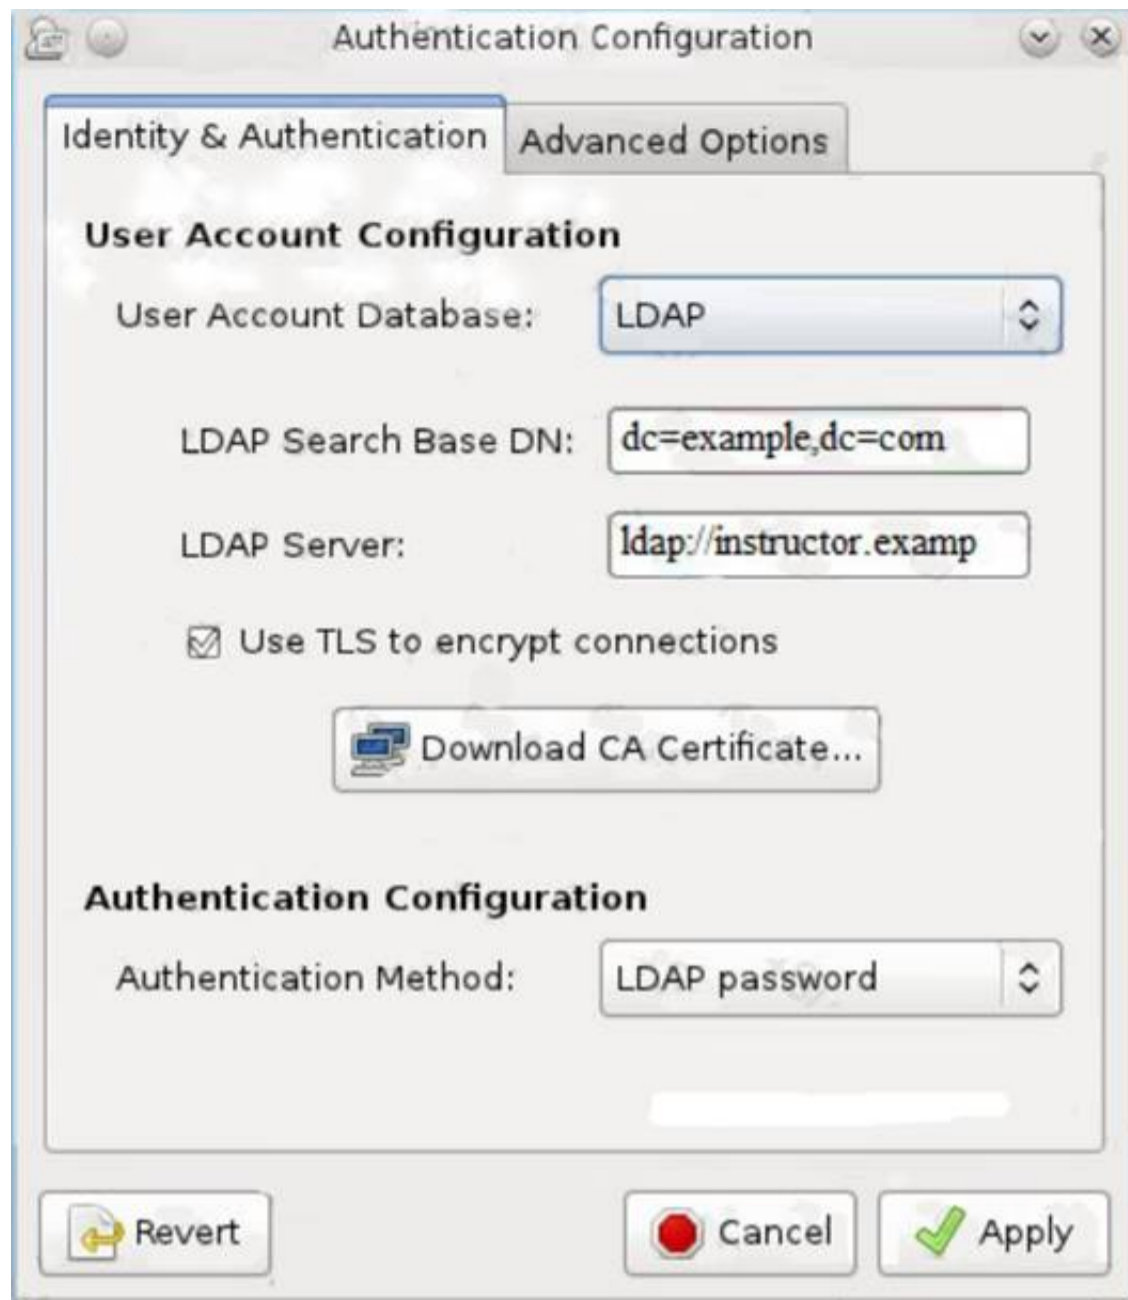 Authentication Configuration
Identity & Authentication
Advanced Options
User Account Configuration
User Account Database: LDAP
LDAP Search Base DN: dc=example,dc=com
LDAP Server: ldap://instructor.examp
Use TLS to encrypt connections
Download CA Certificate...
Authentication Configuration
Authentication Method: LDAP password
Revert Cancel Apply